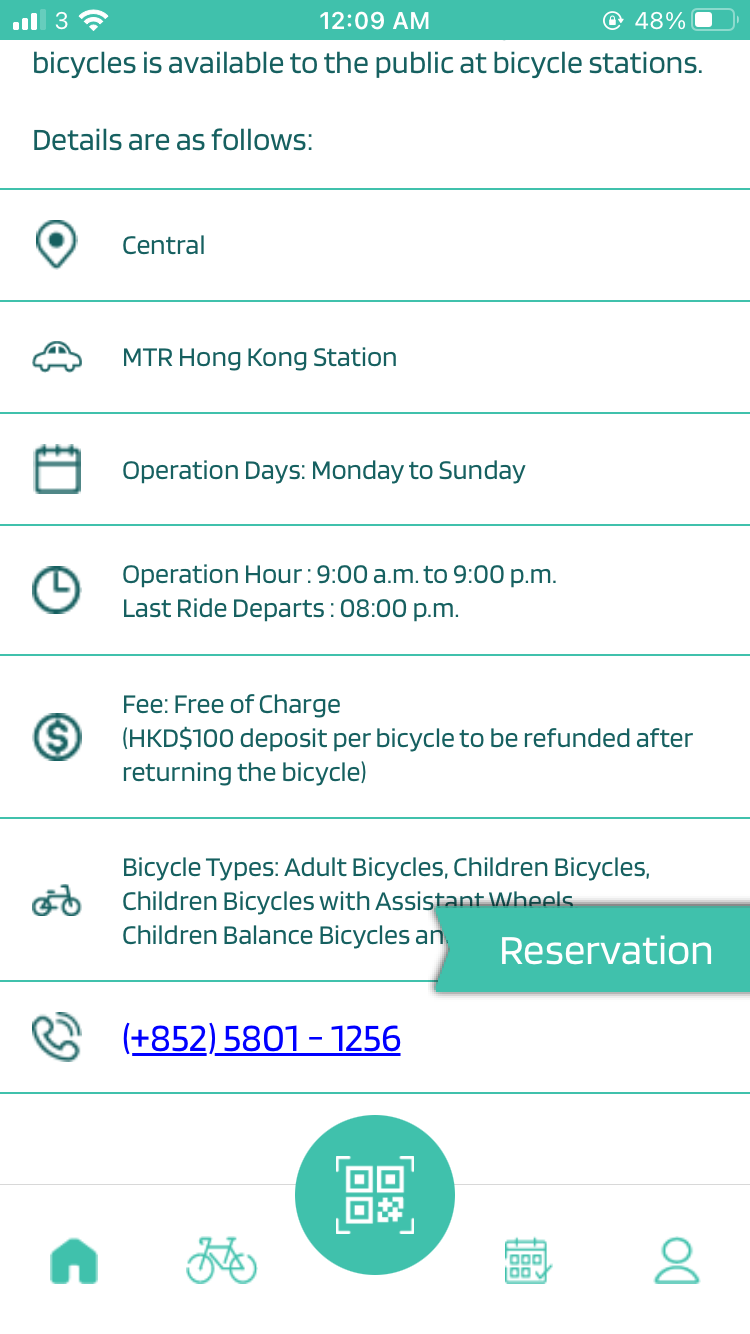 3 12:09 AM 48%
bicycles is available to the public at bicycle stations.
Details are as follows:
Central
MTR Hong Kong Station
Operation Days: Monday to Sunday
Operation Hour : 9:00 a.m. to 9:00 p.m.
Last Ride Departs : 08:00 p.m.
Fee: Free of Charge
(HKD$100 deposit per bicycle to be refunded after
returning the bicycle)
Bicycle Types: Adult Bicycles, Children Bicycles,
Children Bicycles with Assistant Wheels
Children Balance Bicycles
Reservation
(+852) 5801 - 1256